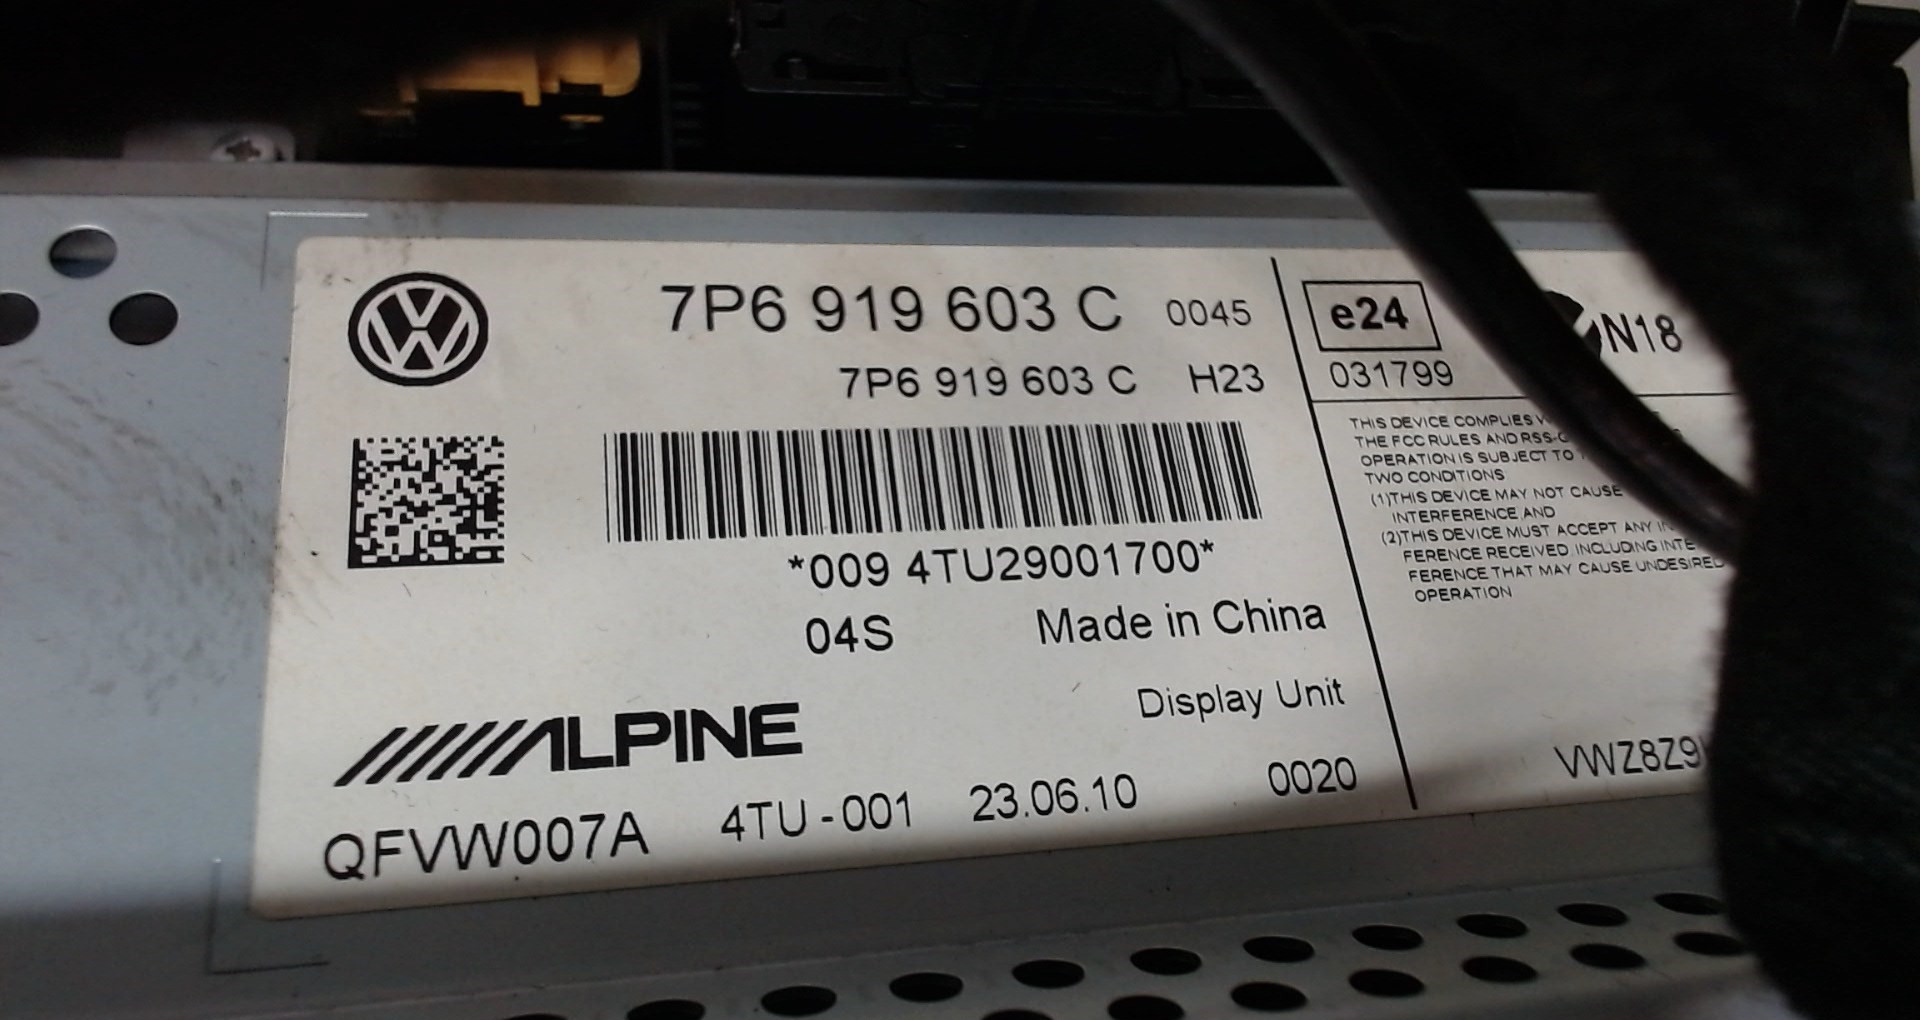 7P6 919 603 C 0045
7P6 919 603 C H23
*009 4TU29001700*
04S Made in China
Display Unit
ALPINE
QFVW007A 4TU-001 23.06.10 0020
e24
N18
031799
THIS DEVICE COMPLIES
THE FCC RULES AND
OPERATION IS SUBJECT TO
TWO CONDITIONS
(1)THIS DEVICE MAY NOT CAUSE
INTERFERENCE,AND
(2)THIS DEVICE MUST ACCEPT ANY
FERENCE RECEIVED,INCLUDING INTE
FERENCE THAT MAY CAUSE UNDESIRED
OPERATION
VWZ8Z9